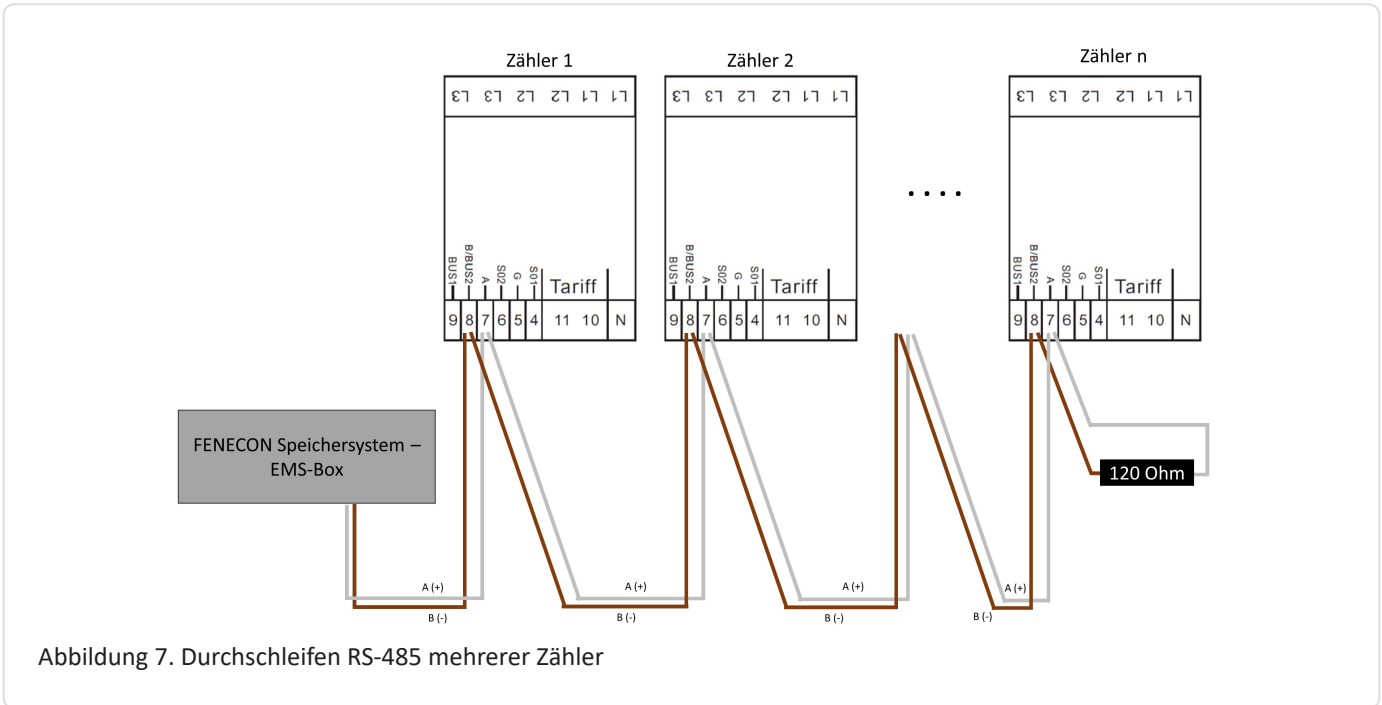 Zähler 1
Zähler 2
Zähler n
L3 L3 L2 L2 L1 L1
L3 L3 L2 L2 L1 L1
L3 L3 L2 L2 L1 L1
. . . .
BUS1 B/BUS2 A S02 G S01 Tariff
BUS1 B/BUS2 A S02 G S01 Tariff
BUS1 B/BUS2 A S02 G S01 Tariff
9 8 7 6 5 4 11 10 N
9 8 7 6 5 4 11 10 N
9 8 7 6 5 4 11 10 N
FENECON Speichersystem –
EMS-Box
120 Ohm
A (+)
A (+)
A (+)
A (+)
B (-)
B (-)
B (-)
B (-)
Abbildung 7. Durchschleifen RS-485 mehrerer Zähler